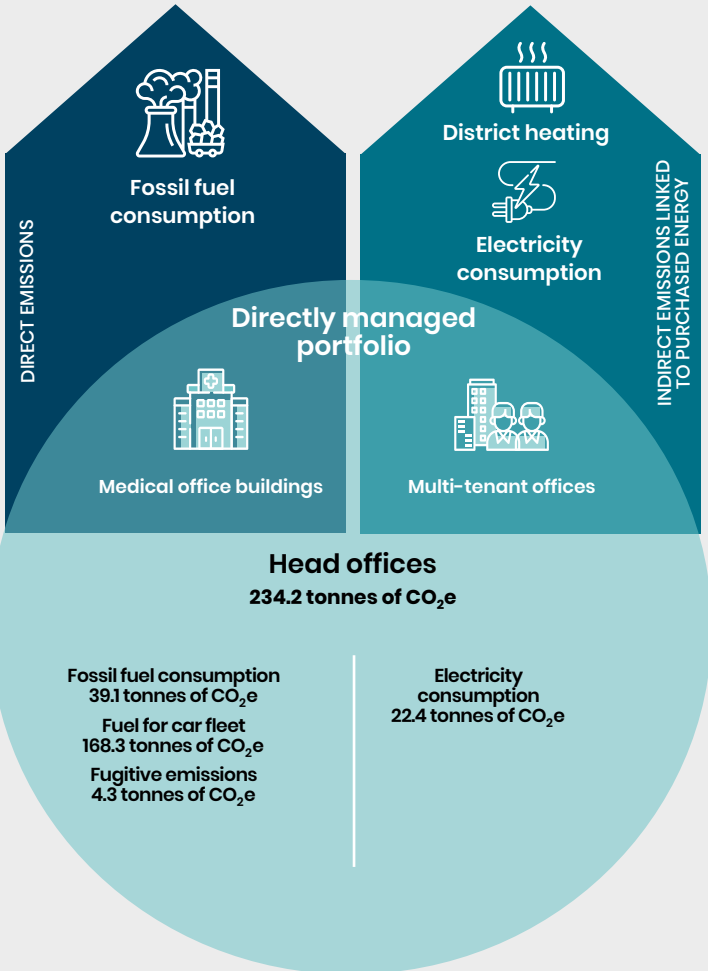 Fossil fuel
consumption
DIRECT EMISSIONS
District heating
Electricity
consumption
INDIRECT EMISSIONS LINKED
TO PURCHASED ENERGY
Directly managed
portfolio
Medical office buildings
Multi-tenant offices
Head offices
234.2 tonnes of CO₂e
Fossil fuel consumption
39.1 tonnes of CO₂e
Fuel for car fleet
168.3 tonnes of CO₂e
Fugitive emissions
4.3 tonnes of CO₂e
Electricity
consumption
22.4 tonnes of CO₂e